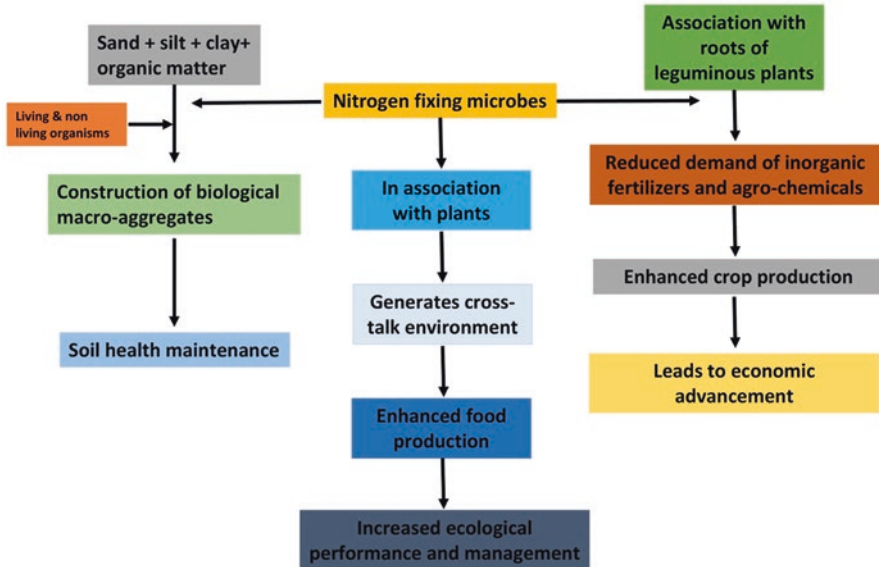 Sand + silt + clay+
organic matter
Living & non
living organisms
Construction of biological
macro-aggregates
Soil health maintenance
Nitrogen fixing microbes
In association
with plants
Generates cross-
talk environment
Enhanced food
production
Increased ecological
performance and management
Association with
roots of
leguminous plants
Reduced demand of inorganic
fertilizers and agro-chemicals
Enhanced crop production
Leads to economic
advancement